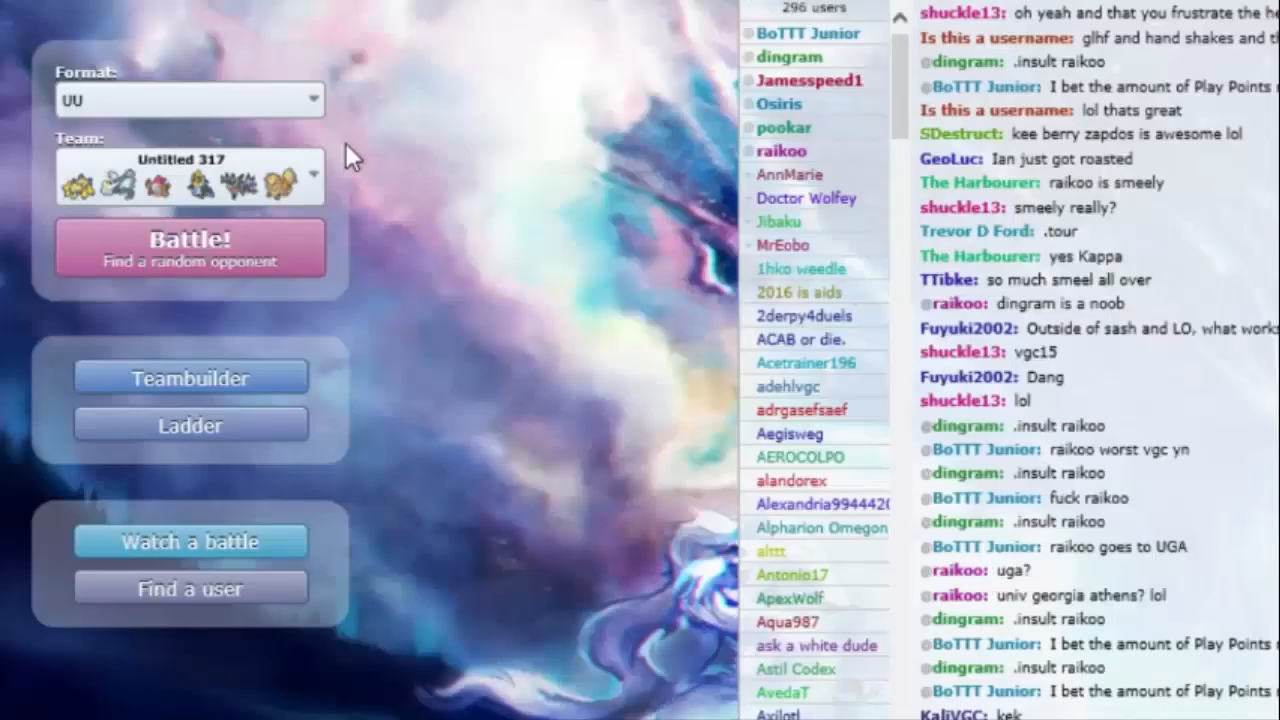 Format:
UU
Team:
Untitled 317
Battle!
Find a random opponent
Teambuilder
Ladder
Watch a battle
Find a user
296 users
@BoTTT Junior
@dingram
@Jamesspeed1
@Osiris
@pookar
@raikoo
AnnMarie
Doctor Wolfey
Jibaku
MrEobo
1hko weedle
2016 is aids
2derpy4duels
ACAB or die.
Acetrainer196
adehlvgc
adrgasefsaef
Aegisweg
AEROCOLPO
alandorex
Alexandria9944420
Alpharion Omegon
alttt
Antonio17
ApexWolf
Aqua987
ask a white dude
Astil Codex
AvedaT
Axilotl
shuckle13: oh yeah and that you frustrate the he
Is this a username: glhf and hand shakes and th
@dingram: .insult raikoo
@BoTTT Junior: I bet the amount of Play Points
Is this a username: lol thats great
SDestruct: kee berry zapdos is awesome lol
GeoLuc: Ian just got roasted
The Harbourer: raikoo is smeely
shuckle13: smeely really?
Trevor D Ford: .tour
The Harbourer: yes Kappa
TTibke: so much smeel all over
@raikoo: dingram is a noob
Fuyuki2002: Outside of sash and LO, what works
shuckle13: vgc15
Fuyuki2002: Dang
shuckle13: lol
@dingram: .insult raikoo
@BoTTT Junior: raikoo worst vgc yn
@dingram: .insult raikoo
@BoTTT Junior: fuck raikoo
@dingram: .insult raikoo
@BoTTT Junior: raikoo goes to UGA
@raikoo: uga?
@raikoo: univ georgia athens? lol
@dingram: .insult raikoo
@BoTTT Junior: I bet the amount of Play Points
@dingram: .insult raikoo
@BoTTT Junior: I bet the amount of Play Points
KaliVGC: kek